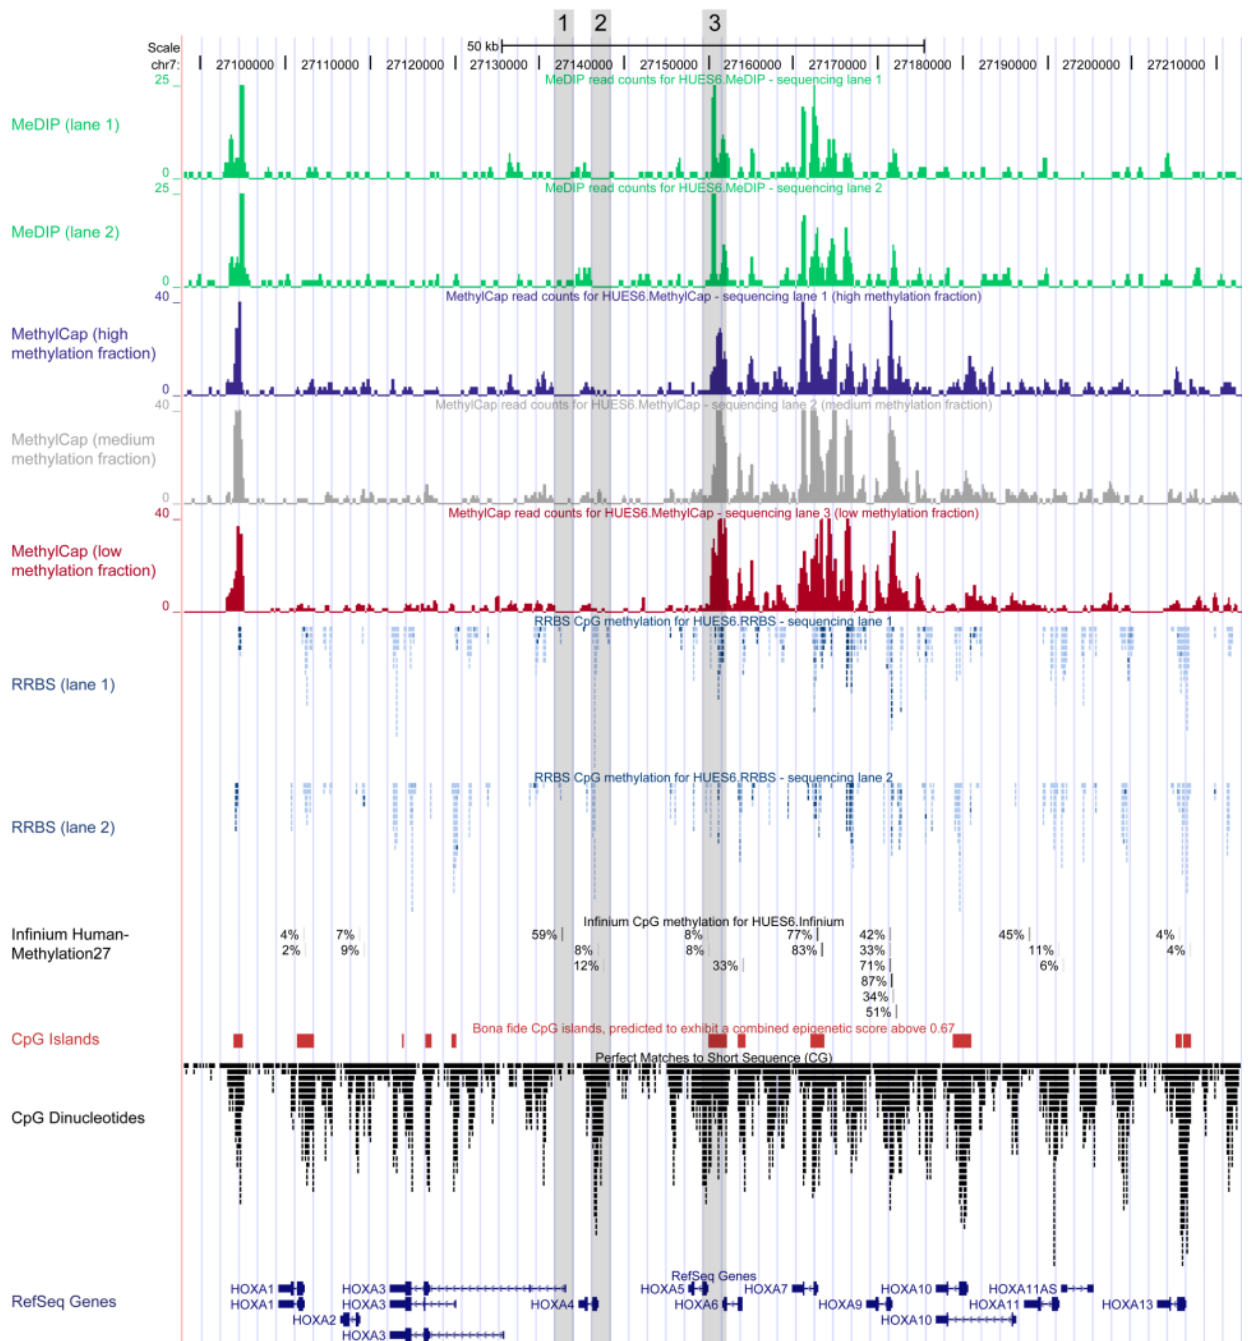 1 2 3
Scale 50 kb
chr7: 27100000 27110000 27120000 27130000 27140000 27150000 27160000 27170000 27180000 27190000 27200000 27210000
MeDIP read counts for HUES6.MeDIP - sequencing lane 1
25
MeDIP (lane 1)
0
MeDIP read counts for HUES6.MeDIP - sequencing lane 2
25
MeDIP (lane 2)
0
MethylCap read counts for HUES6.MethylCap - sequencing lane 1 (high methylation fraction)
40
MethylCap (high
methylation fraction)
0
MethylCap read counts for HUES6.MethylCap - sequencing lane 2 (medium methylation fraction)
40
MethylCap (medium
methylation fraction)
0
MethylCap read counts for HUES6.MethylCap - sequencing lane 3 (low methylation fraction)
40
MethylCap (low
methylation fraction)
0
RRBS CpG methylation for HUES6.RRBS - sequencing lane 1
RRBS (lane 1)
RRBS CpG methylation for HUES6.RRBS - sequencing lane 2
RRBS (lane 2)
Infinium CpG methylation for HUES6.Infinium
Infinium Human-
Methylation27
4% 7% 59% 8% 77% 42% 45% 4%
2% 9% 8% 8% 83% 33% 11% 4%
12% 33% 71% 6%
87%
34%
51%
Bona fide CpG islands, predicted to exhibit a combined epigenetic score above 0.67
CpG Islands
Perfect Matches to Short Sequence (CG)
CpG Dinucleotides
RefSeq Genes
HOXA1 HOXA3 HOXA5 HOXA7 HOXA10 HOXA11AS
RefSeq Genes HOXA1 HOXA3 HOXA4 HOXA6 HOXA9 HOXA11 HOXA13
HOXA2 HOXA10
HOXA3